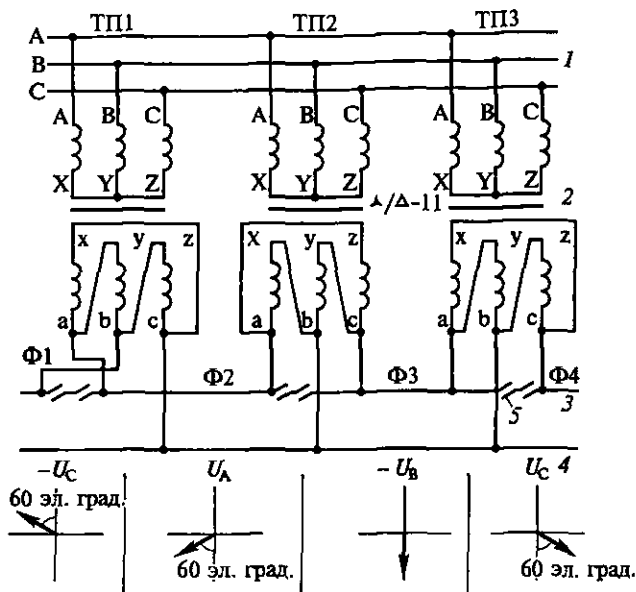 ТП1 ТП2 ТП3
A
B 1
C
A B C A B C A B C
X Y Z X Y Z X Y Z
⅄/Δ-11 2
x y z x y z x y z
a b c a b c a b c
Ф1 Ф2 Ф3 Ф4
5 3
-U_C U_A -U_B U_C 4
60 эл. град.
60 эл. град. 60 эл. град.